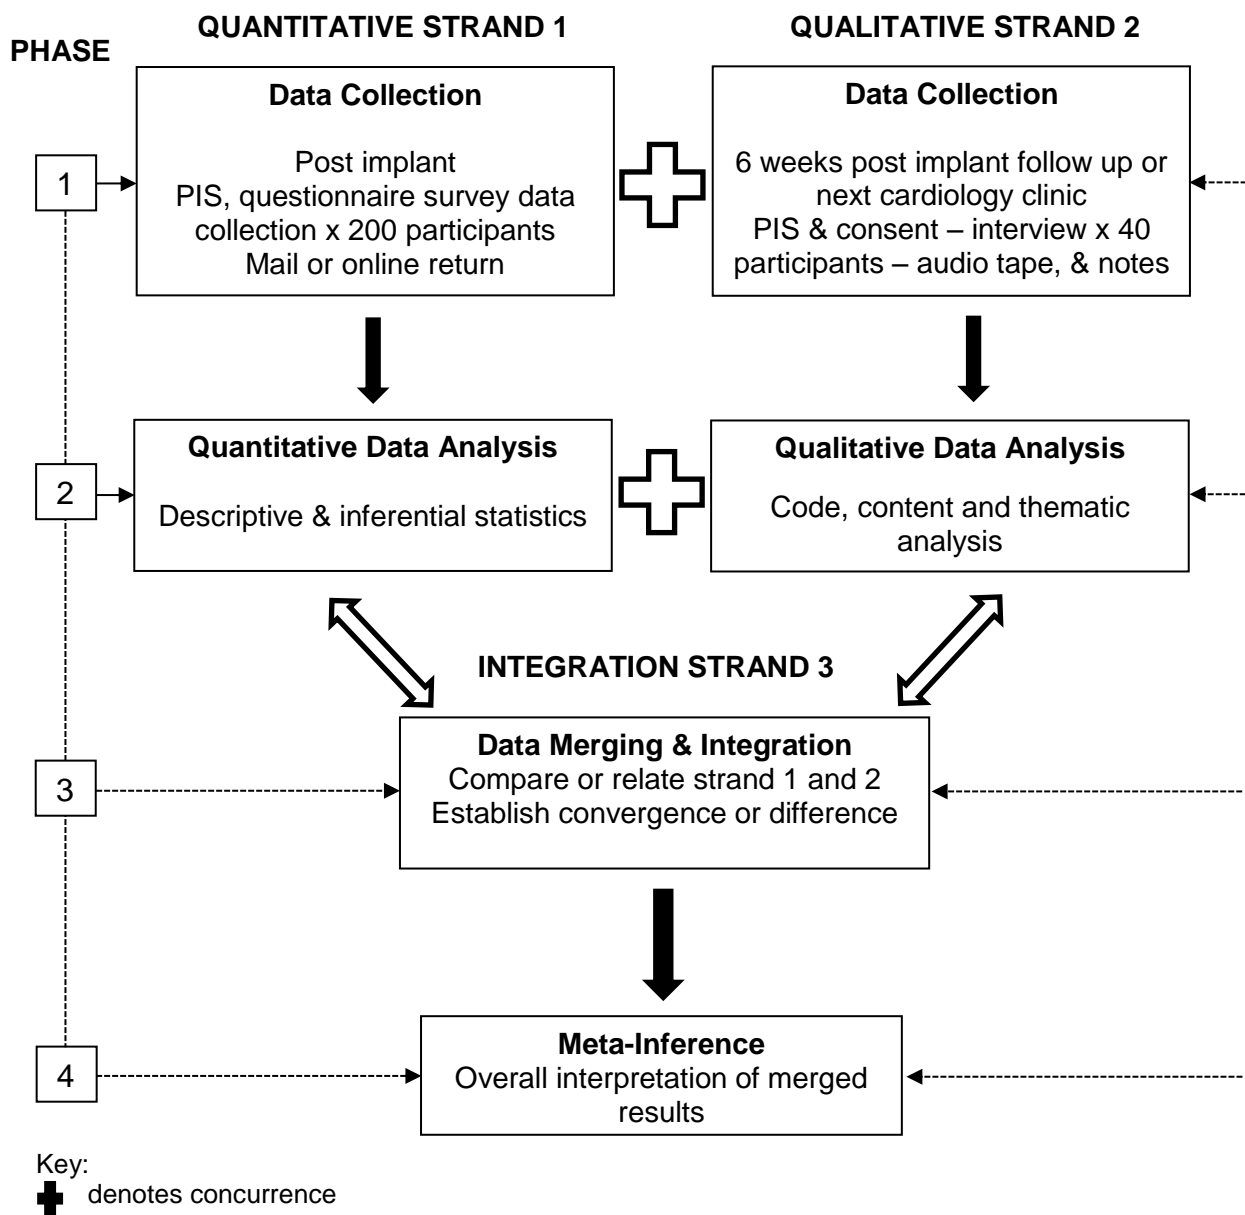 QUANTITATIVE STRAND 1
QUALITATIVE STRAND 2
PHASE
1
Data Collection
Post implant
PIS, questionnaire survey data
collection x 200 participants
Mail or online return
Data Collection
6 weeks post implant follow up or
next cardiology clinic
PIS & consent – interview x 40
participants – audio tape, & notes
2
Quantitative Data Analysis
Descriptive & inferential statistics
Qualitative Data Analysis
Code, content and thematic
analysis
INTEGRATION STRAND 3
3
Data Merging & Integration
Compare or relate strand 1 and 2
Establish convergence or difference
4
Meta-Inference
Overall interpretation of merged
results
Key:
denotes concurrence